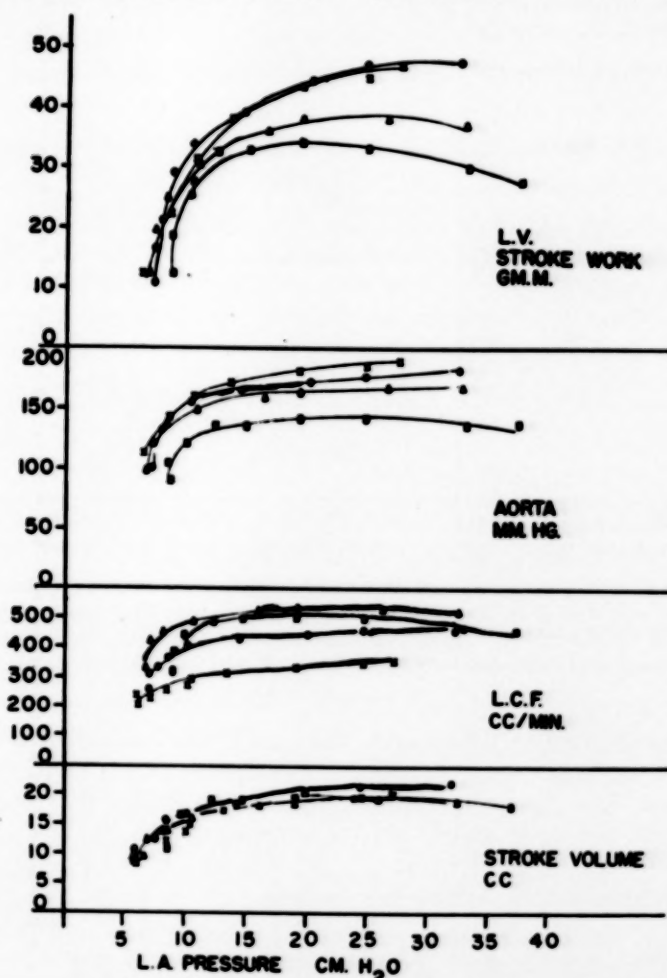 50
40
30
20
10
0
L.V.
STROKE WORK
GM.M.
200
150
100
50
0
AORTA
MM. HG.
500
400
300
200
100
0
L.C.F.
CC/MIN.
20
15
10
5
0
STROKE VOLUME
CC
5 10 15 20 25 30 35 40
L.A. PRESSURE CM. H2O